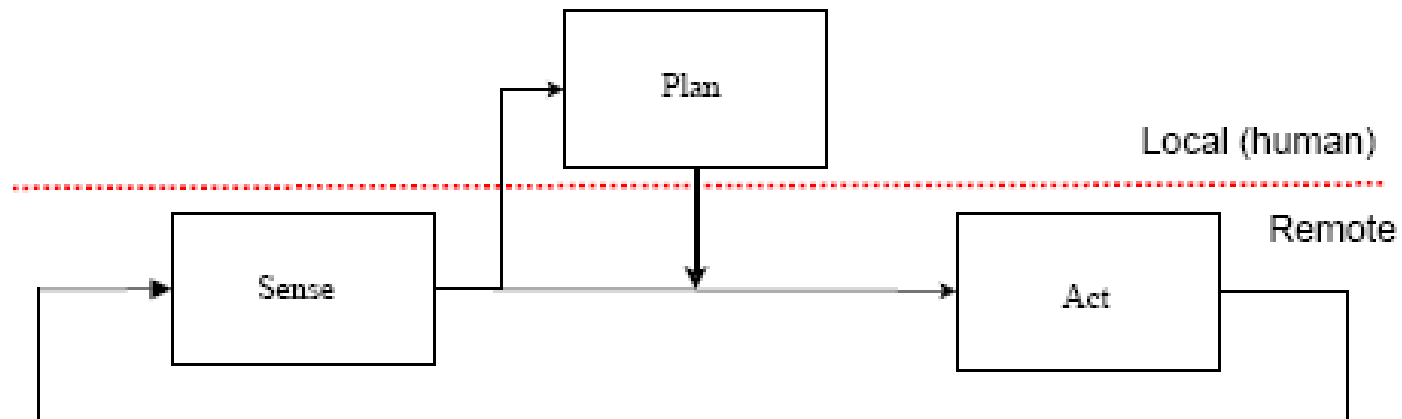 Plan
Local (human)
Remote
Sense
Act